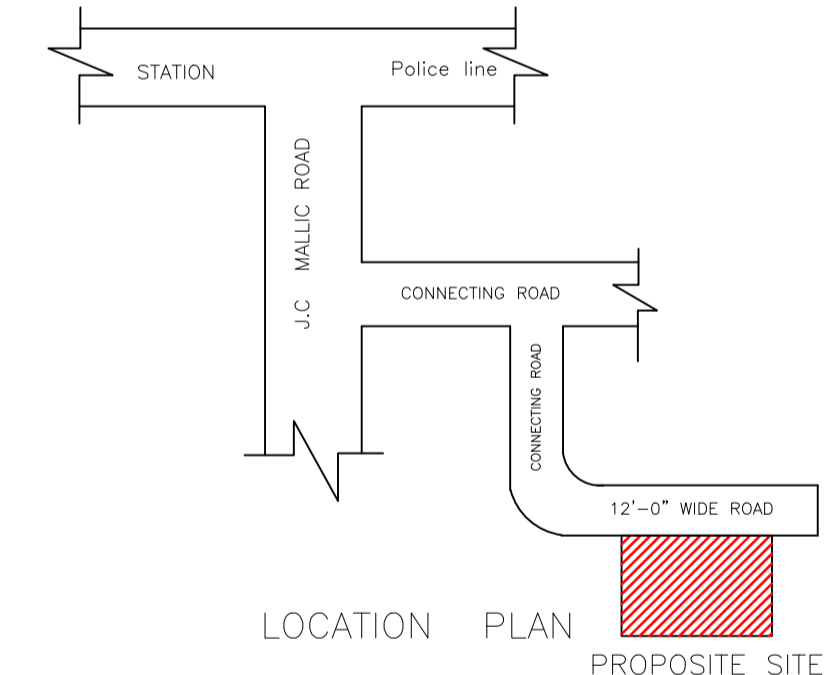 STATION
Police line
J.C MALLIC ROAD
CONNECTING ROAD
CONNECTING ROAD
12'-0" WIDE ROAD
LOCATION PLAN
PROPOSITE SITE